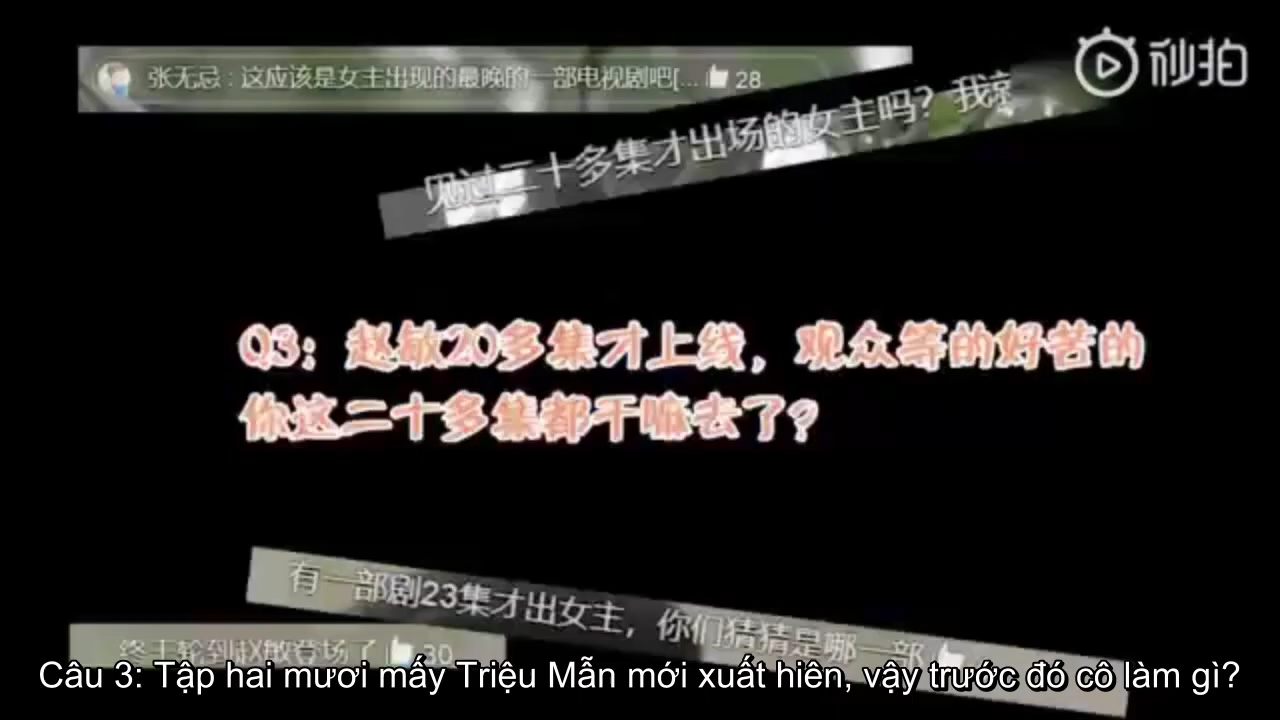 秒拍
张无忌：这应该是女主出现的最晚的一部电视剧吧[... 28
见过二十多集才出场的女主吗？我
Q3：赵敏20多集才上线，观众等的好苦的
你这二十多集都干嘛去了？
有一部剧23集才出女主，你们猜猜是哪一部
终于轮到赵敏登场了 30
Câu 3: Tập hai mươi mấy Triệu Mẫn mới xuất hiên, vậy trước đó cô làm gì?